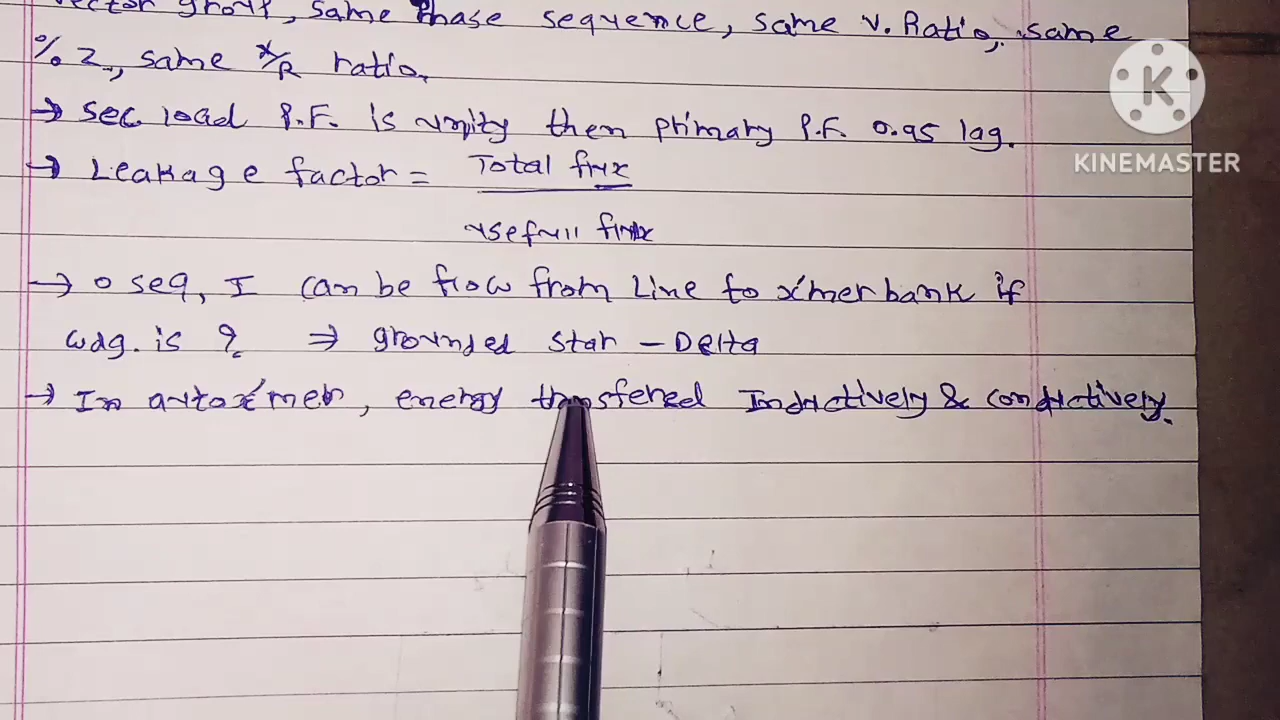 vector group, same Phase sequence, same v. Ratio, same
% Z, same X/R ratio.
→ sec load P.F. is unity then primary P.F. 0.95 lag.
→ Leakage factor = Total flux
usefull flux
→ 0 seq, I can be flow from Line to x'mer bank if
wdg. is ? ⇒ grounded Star - Delta
→ In autox'mer, energy transfered Inductively & conductively.
K
KINEMASTER